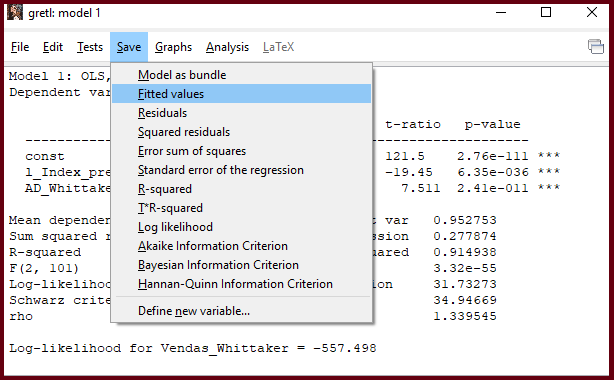 gretl: model 1
File Edit Tests Save Graphs Analysis LaTeX
Model 1: OLS,
Dependent var
t-ratio p-value
const 121.5 2.76e-111 ***
l_Index_pre -19.45 6.35e-036 ***
AD_Whittake 7.511 2.41e-011 ***
Mean dependen t var 0.952753
Sum squared r ssion 0.277874
R-squared uared 0.914938
F(2, 101) 3.32e-55
Log-likelihood ion 31.73273
Schwarz crite 34.94669
rho 1.339545
Log-likelihood for Vendas_Whittaker = -557.498
Model as bundle
Fitted values
Residuals
Squared residuals
Error sum of squares
Standard error of the regression
R-squared
T*R-squared
Log likelihood
Akaike Information Criterion
Bayesian Information Criterion
Hannan-Quinn Information Criterion
Define new variable...